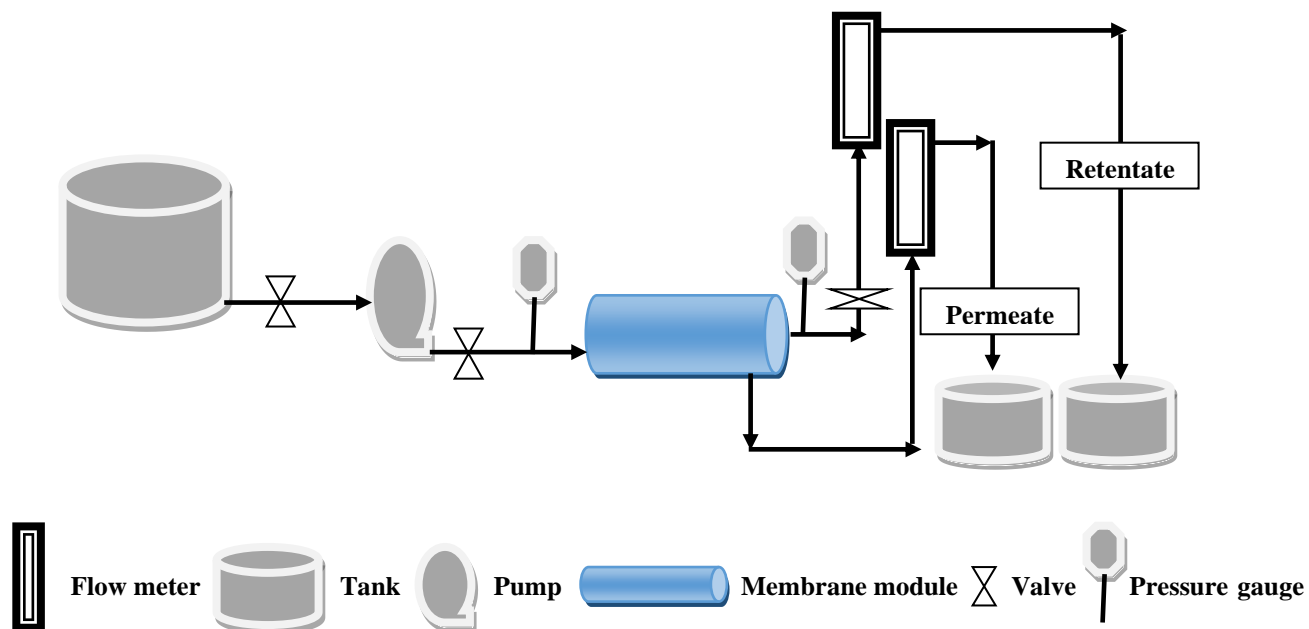 Retentate
Permeate
Flow meter
Tank
Pump
Membrane module
Valve
Pressure gauge